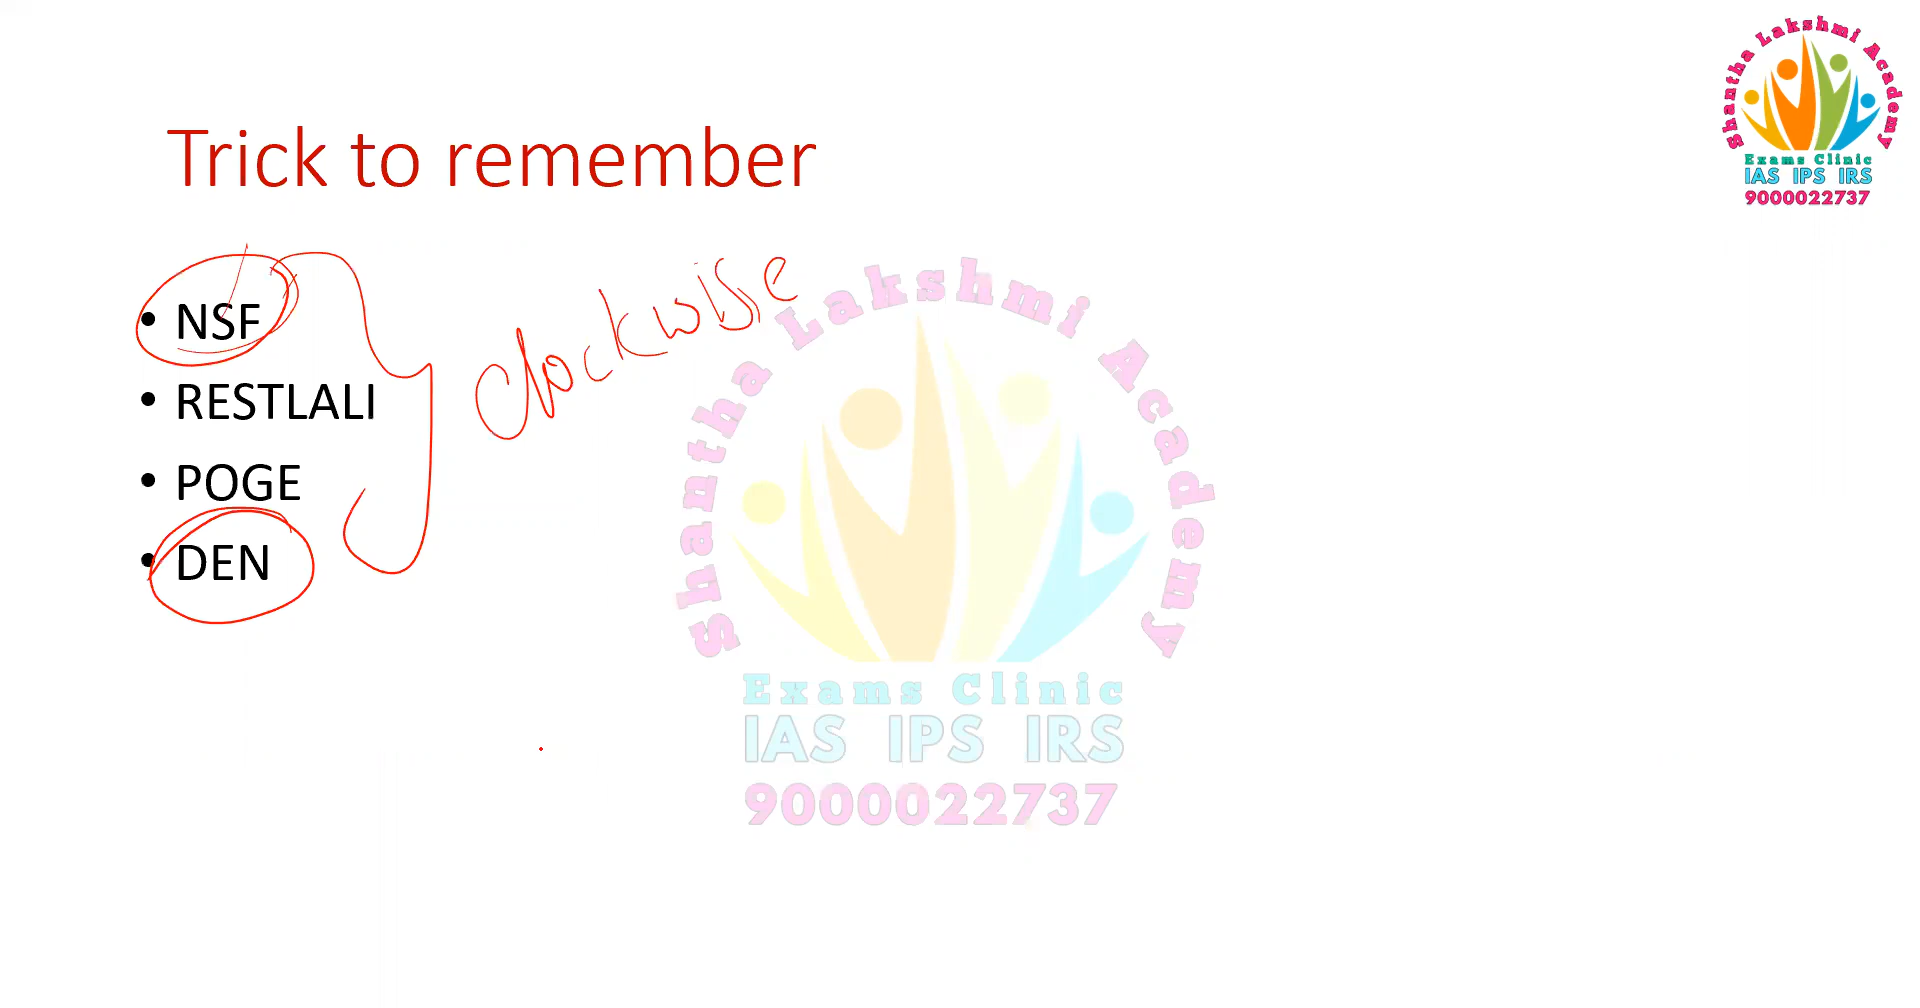 Shantha Lakshmi Academy
Exams Clinic
IAS IPS IRS
9000022737
Trick to remember
• NSF
• RESTLALI
• POGE
• DEN
clockwise
Shantha Lakshmi Academy
Exams Clinic
IAS IPS IRS
9000022737